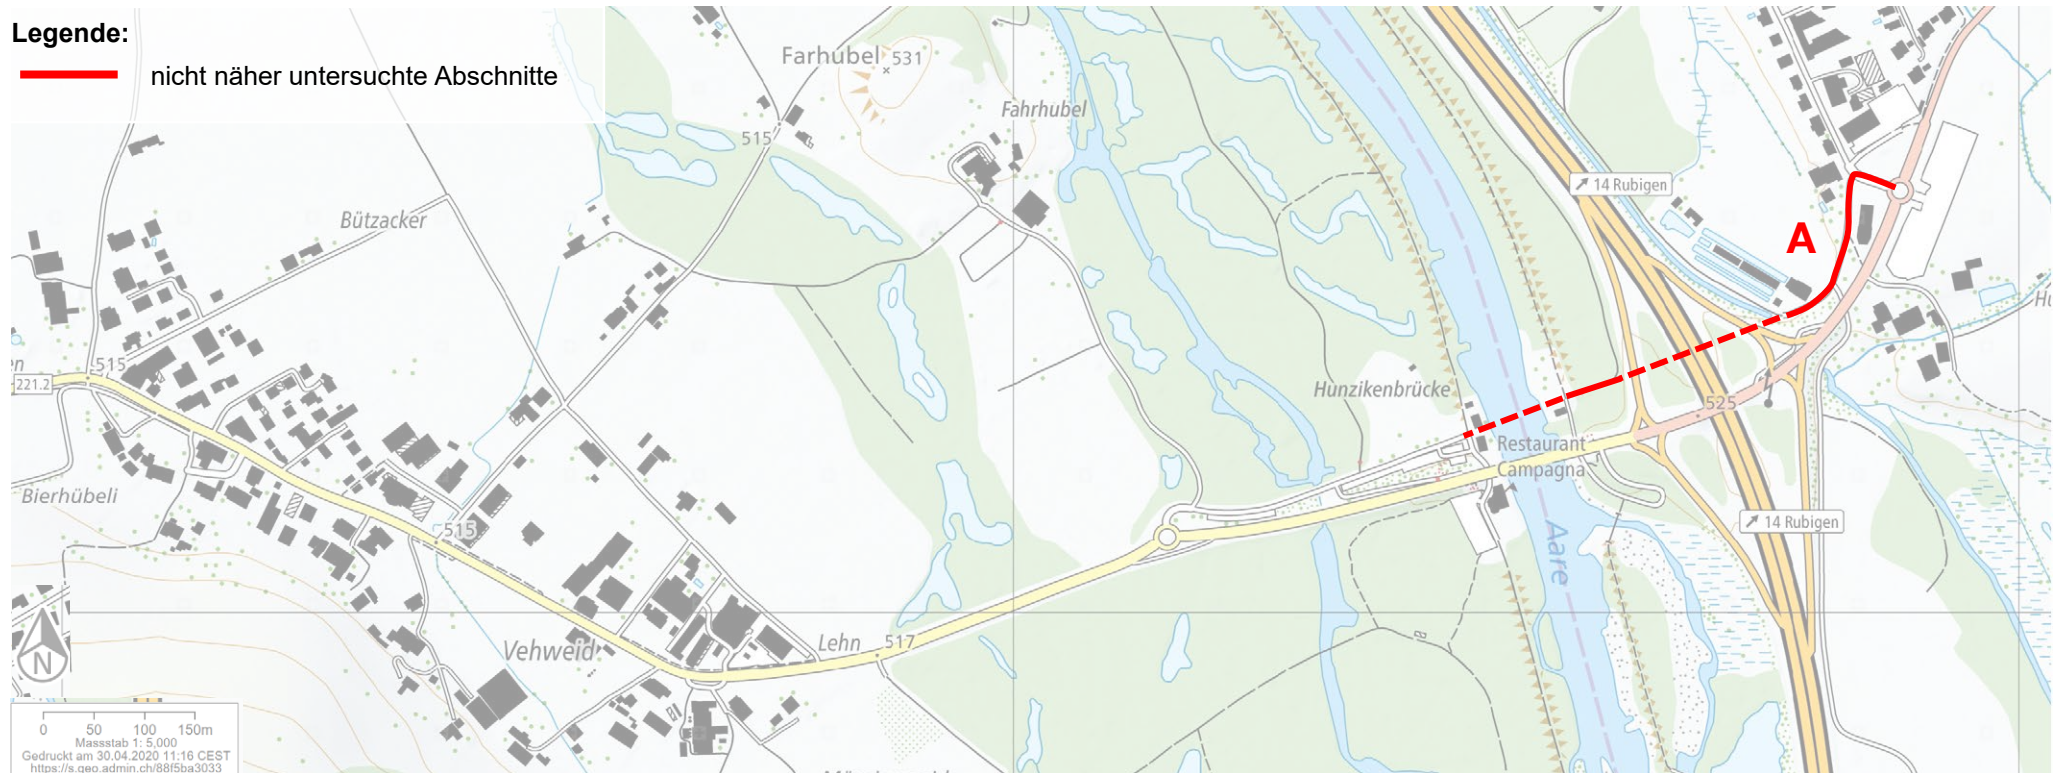 Legende:
nicht näher untersuchte Abschnitte
Farhubel 531
Fahrhubel
515
14 Rubigen
Bützacker
A
515
221.2
Hunzikenbrücke
525
Restaurant
Campagna
Bierhübeli
515
14 Rubigen
Aare
Vehweid
Lehn 517
N
0 50 100 150m
Massstab 1: 5,000
Gedruckt am 30.04.2020 11:16 CEST
https://s.geo.admin.ch/88f5ba3033